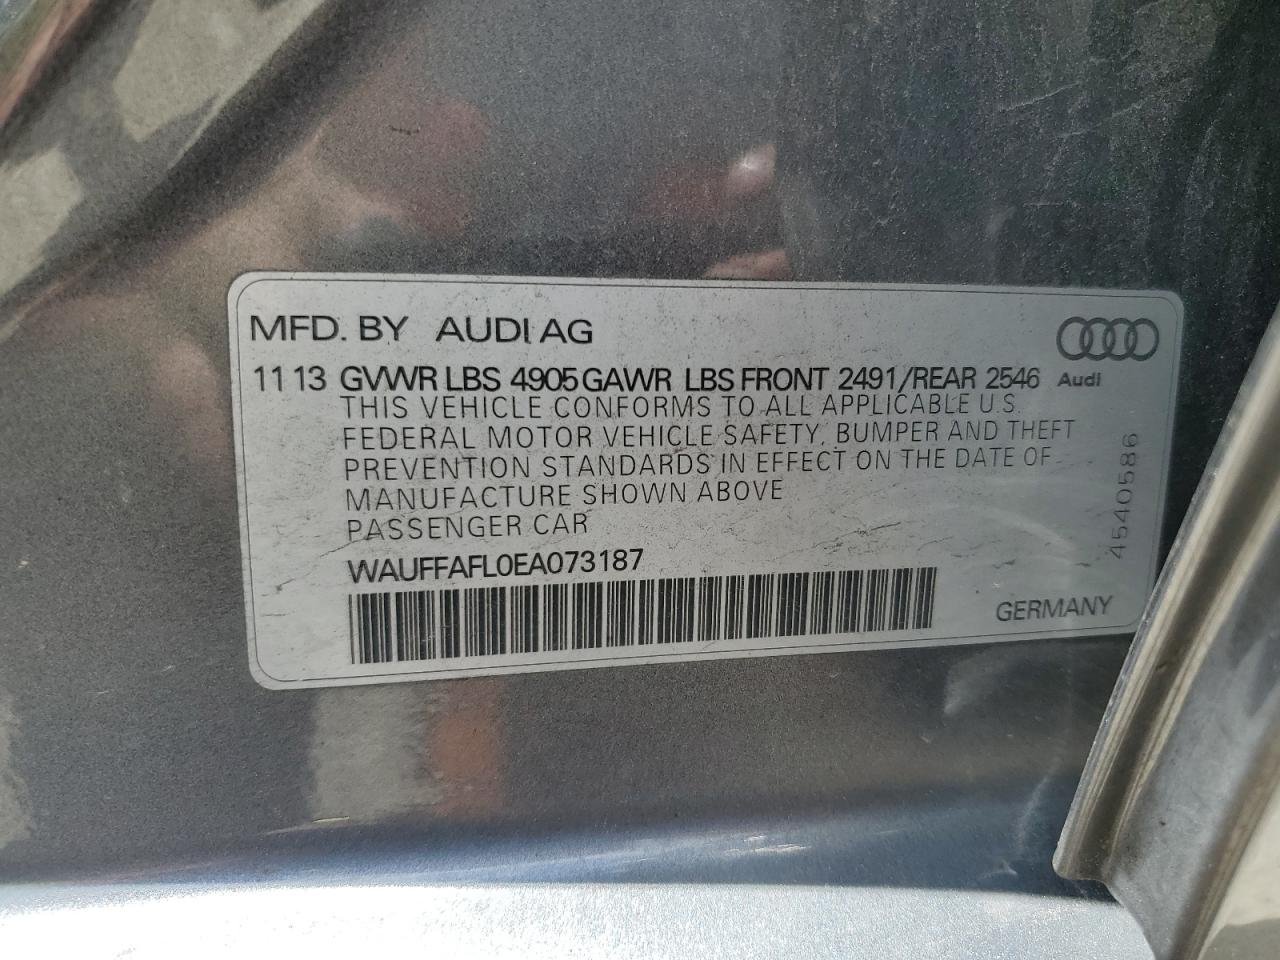 MFD. BY AUDI AG
11 13 GVWR LBS 4905 GAWR LBS FRONT 2491/REAR 2546
Audi
THIS VEHICLE CONFORMS TO ALL APPLICABLE U.S.
FEDERAL MOTOR VEHICLE SAFETY, BUMPER AND THEFT
PREVENTION STANDARDS IN EFFECT ON THE DATE OF
MANUFACTURE SHOWN ABOVE
PASSENGER CAR
WAUFFAFL0EA073187
GERMANY
4540586